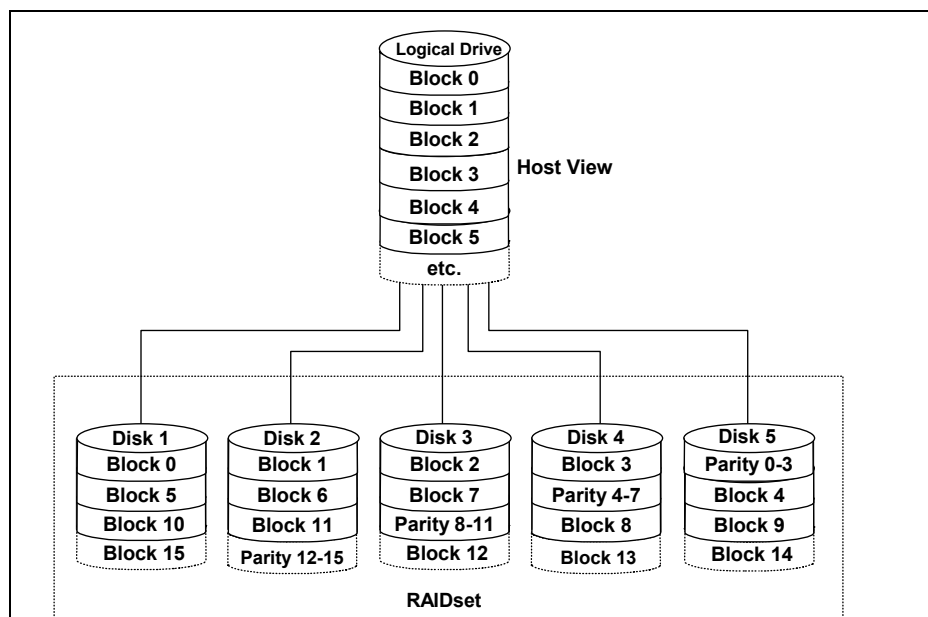 Logical Drive
Block 0
Block 1
Block 2
Block 3
Block 4
Block 5
etc.
Host View
Disk 1
Block 0
Block 5
Block 10
Block 15
Disk 2
Block 1
Block 6
Block 11
Parity 12-15
Disk 3
Block 2
Block 7
Parity 8-11
Block 12
Disk 4
Block 3
Parity 4-7
Block 8
Block 13
Disk 5
Parity 0-3
Block 4
Block 9
Block 14
RAIDset